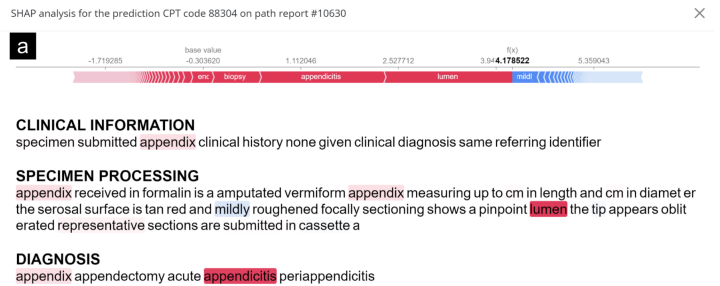 SHAP analysis for the prediction CPT code 88304 on path report #10630
a
base value f(x)
-1.719285 -0.303620 1.112046 2.527712 3.94 4.178522 5.359043
enc biopsy appendicitis lumen mildl
CLINICAL INFORMATION
specimen submitted appendix clinical history none given clinical diagnosis same referring identifier
SPECIMEN PROCESSING
appendix received in formalin is a amputated vermiform appendix measuring up to cm in length and cm in diamet er
the serosal surface is tan red and mildly roughened focally sectioning shows a pinpoint lumen the tip appears oblit
erated representative sections are submitted in cassette a
DIAGNOSIS
appendix appendectomy acute appendicitis periappendicitis